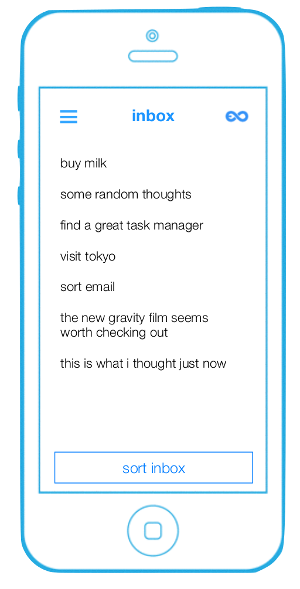 inbox
buy milk
some random thoughts
find a great task manager
visit tokyo
sort email
the new gravity film seems
worth checking out
this is what i thought just now
sort inbox